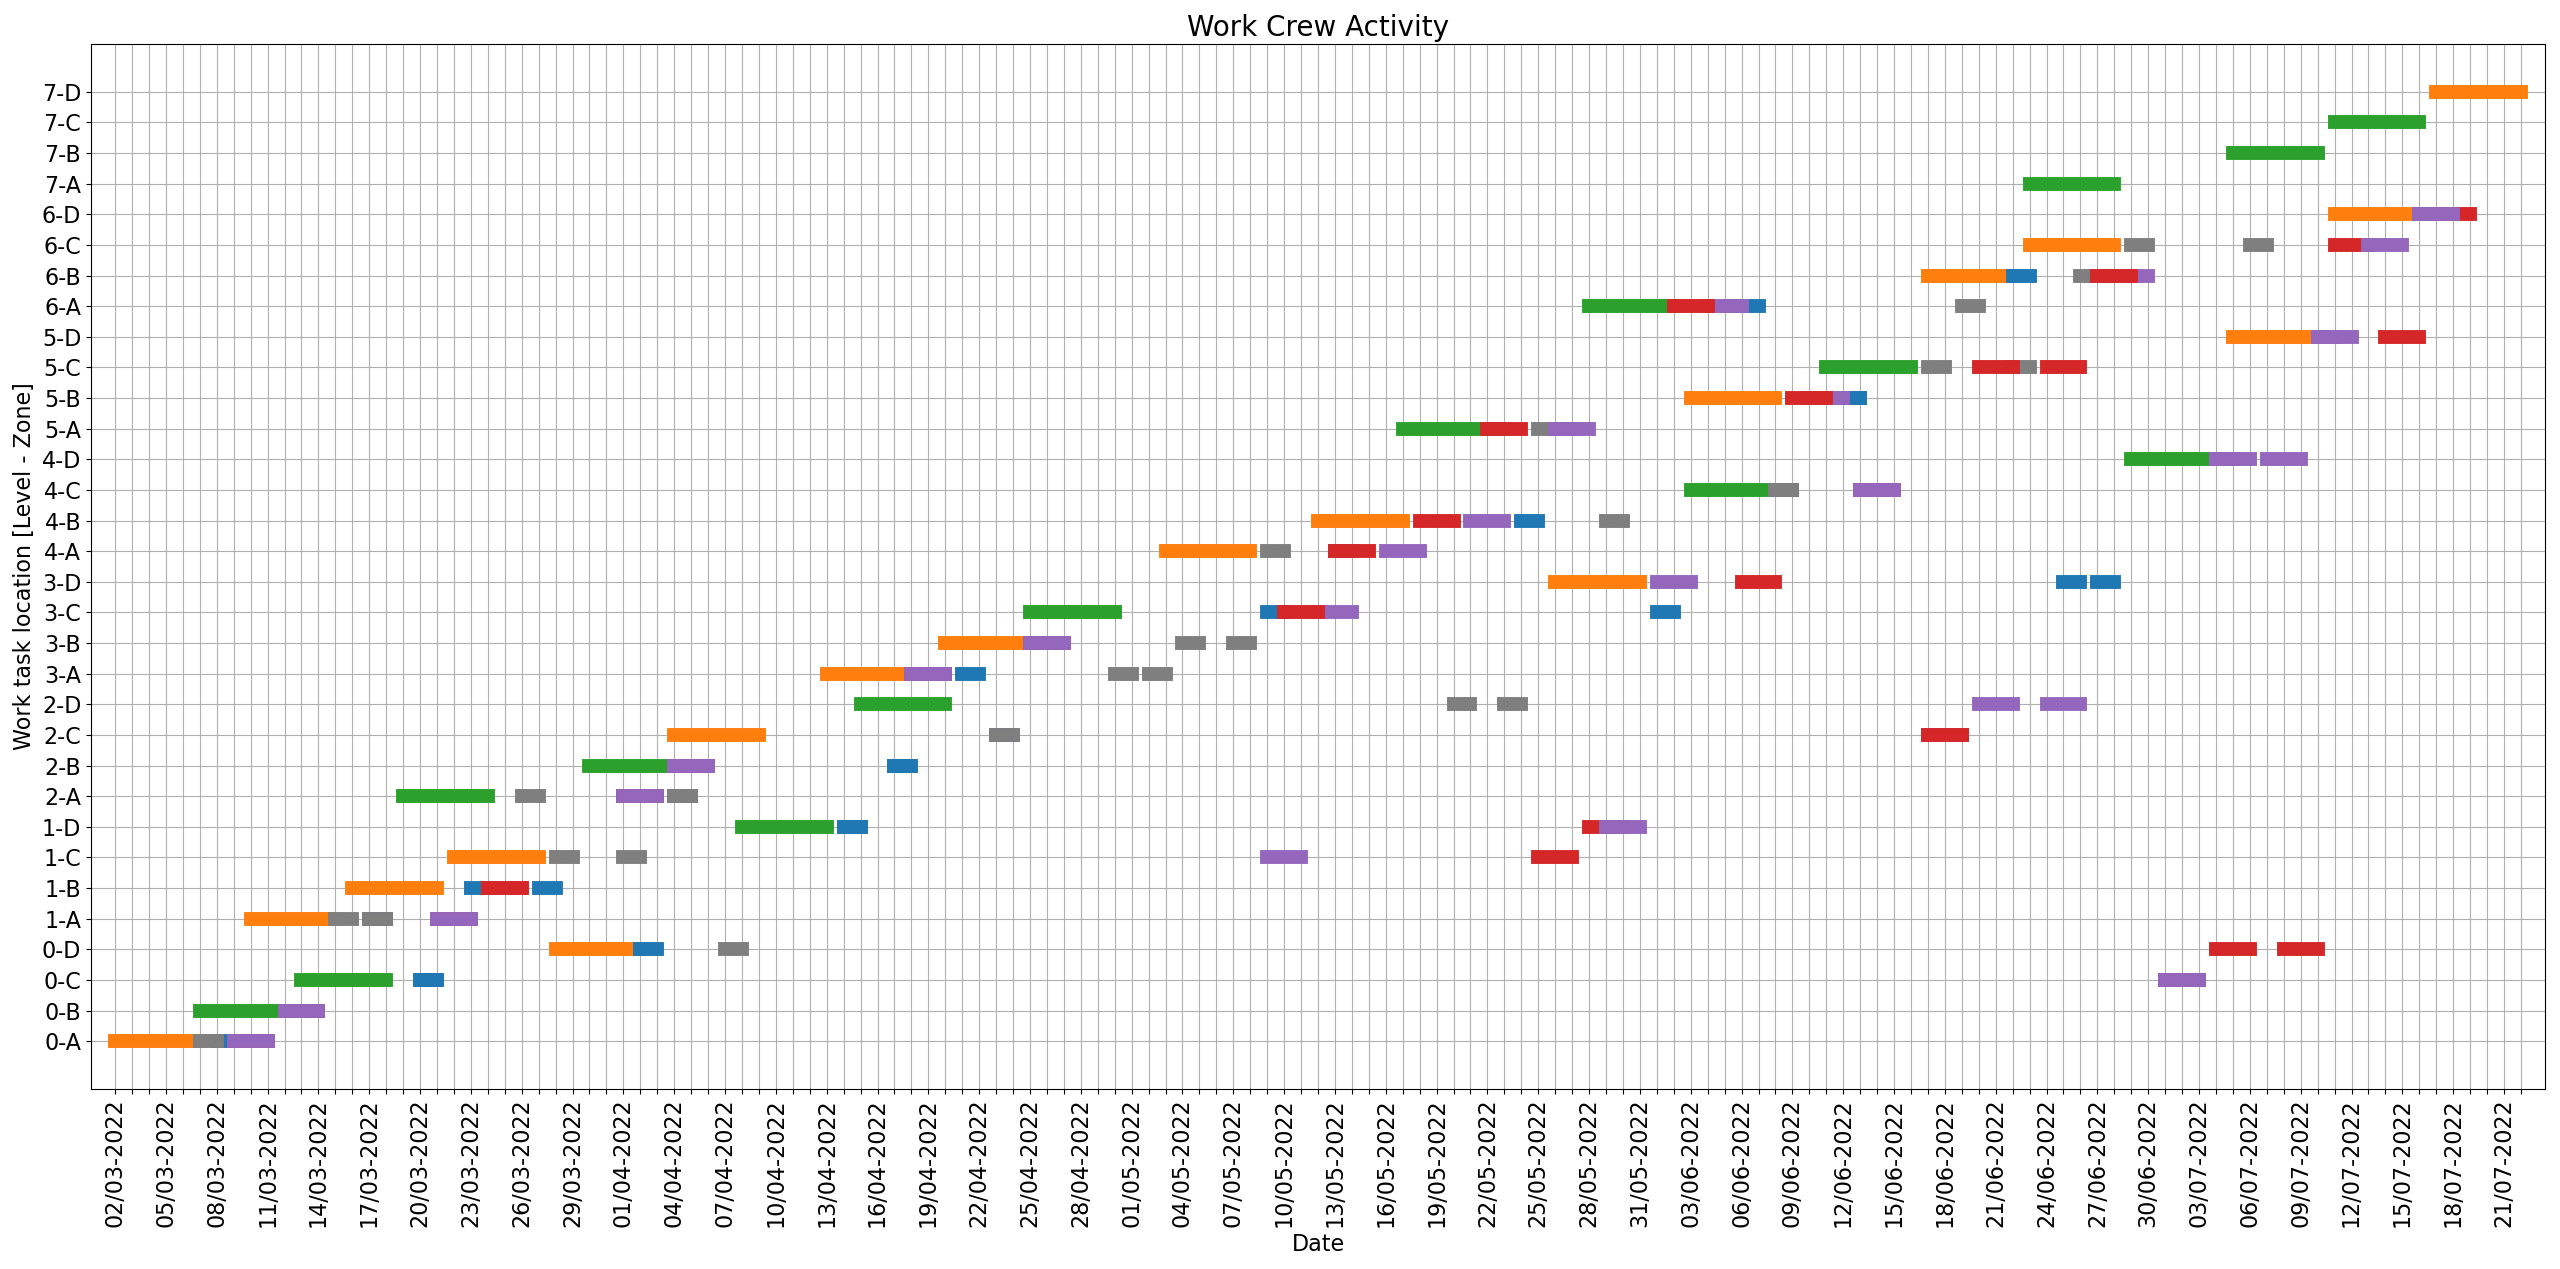 Work Crew Activity
Work task location [Level - Zone]
7-D
7-C
7-B
7-A
6-D
6-C
6-B
6-A
5-D
5-C
5-B
5-A
4-D
4-C
4-B
4-A
3-D
3-C
3-B
3-A
2-D
2-C
2-B
2-A
1-D
1-C
1-B
1-A
0-D
0-C
0-B
0-A
02/03-2022
05/03-2022
08/03-2022
11/03-2022
14/03-2022
17/03-2022
20/03-2022
23/03-2022
26/03-2022
29/03-2022
01/04-2022
04/04-2022
07/04-2022
10/04-2022
13/04-2022
16/04-2022
19/04-2022
22/04-2022
25/04-2022
28/04-2022
01/05-2022
04/05-2022
07/05-2022
10/05-2022
13/05-2022
16/05-2022
19/05-2022
22/05-2022
25/05-2022
28/05-2022
31/05-2022
03/06-2022
06/06-2022
09/06-2022
12/06-2022
15/06-2022
18/06-2022
21/06-2022
24/06-2022
27/06-2022
30/06-2022
03/07-2022
06/07-2022
09/07-2022
12/07-2022
15/07-2022
18/07-2022
21/07-2022
Date